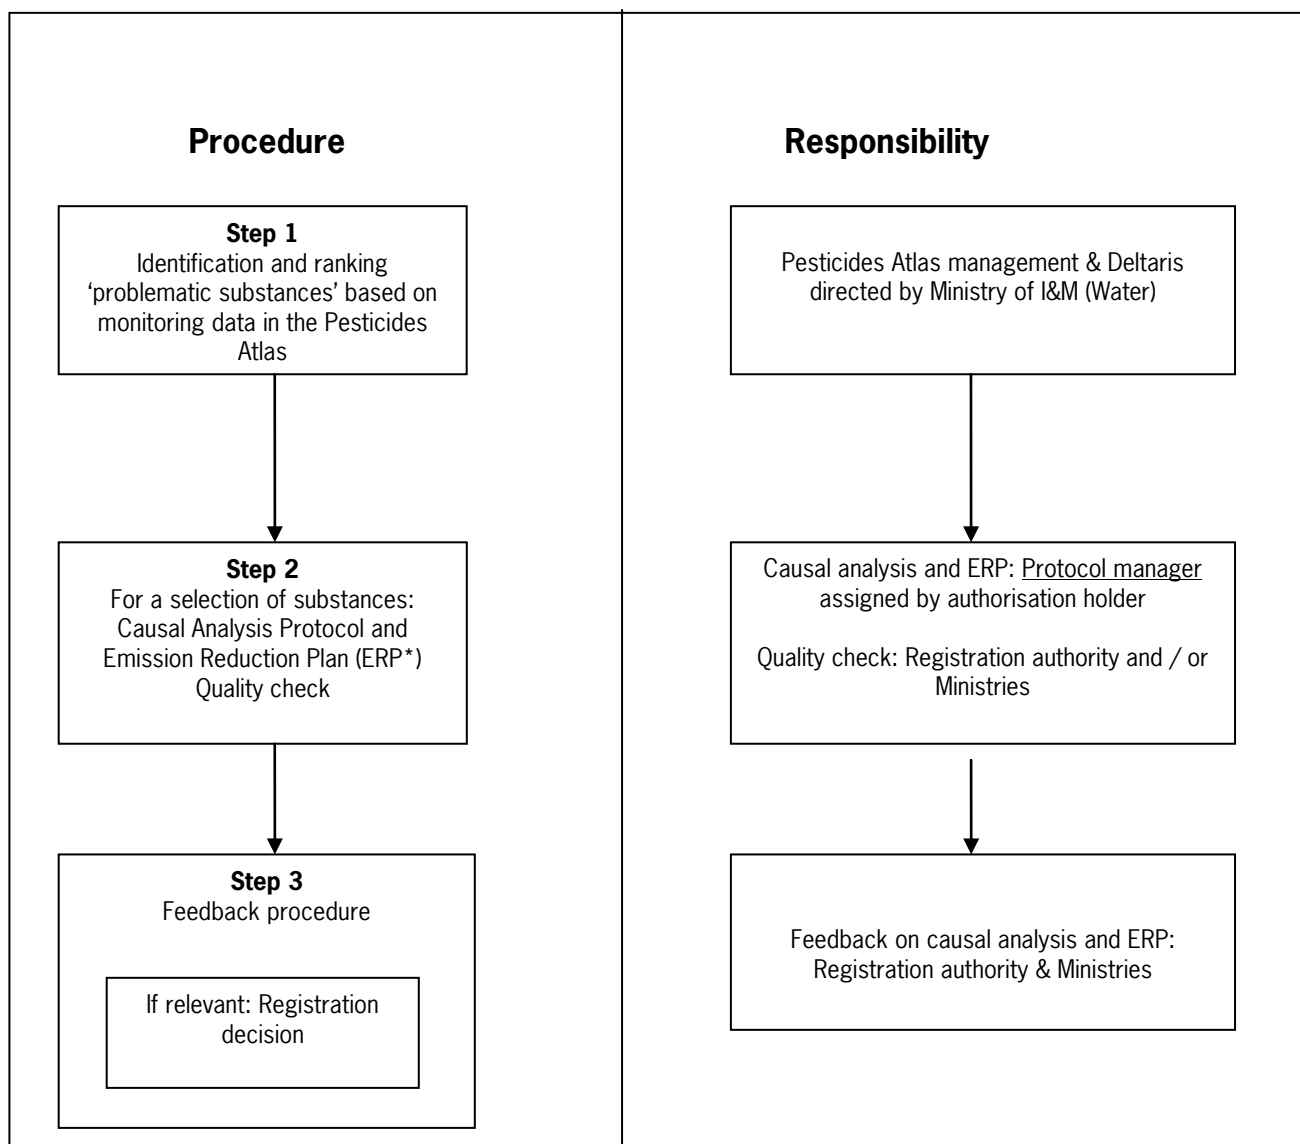 Procedure
Responsibility
Step 1
Identification and ranking
‘problematic substances’ based on
monitoring data in the Pesticides
Atlas
Pesticides Atlas management & Deltaris
directed by Ministry of I&M (Water)
Step 2
For a selection of substances:
Causal Analysis Protocol and
Emission Reduction Plan (ERP*)
Quality check
Causal analysis and ERP: Protocol manager
assigned by authorisation holder
Quality check: Registration authority and / or
Ministries
Step 3
Feedback procedure
If relevant: Registration
decision
Feedback on causal analysis and ERP:
Registration authority & Ministries